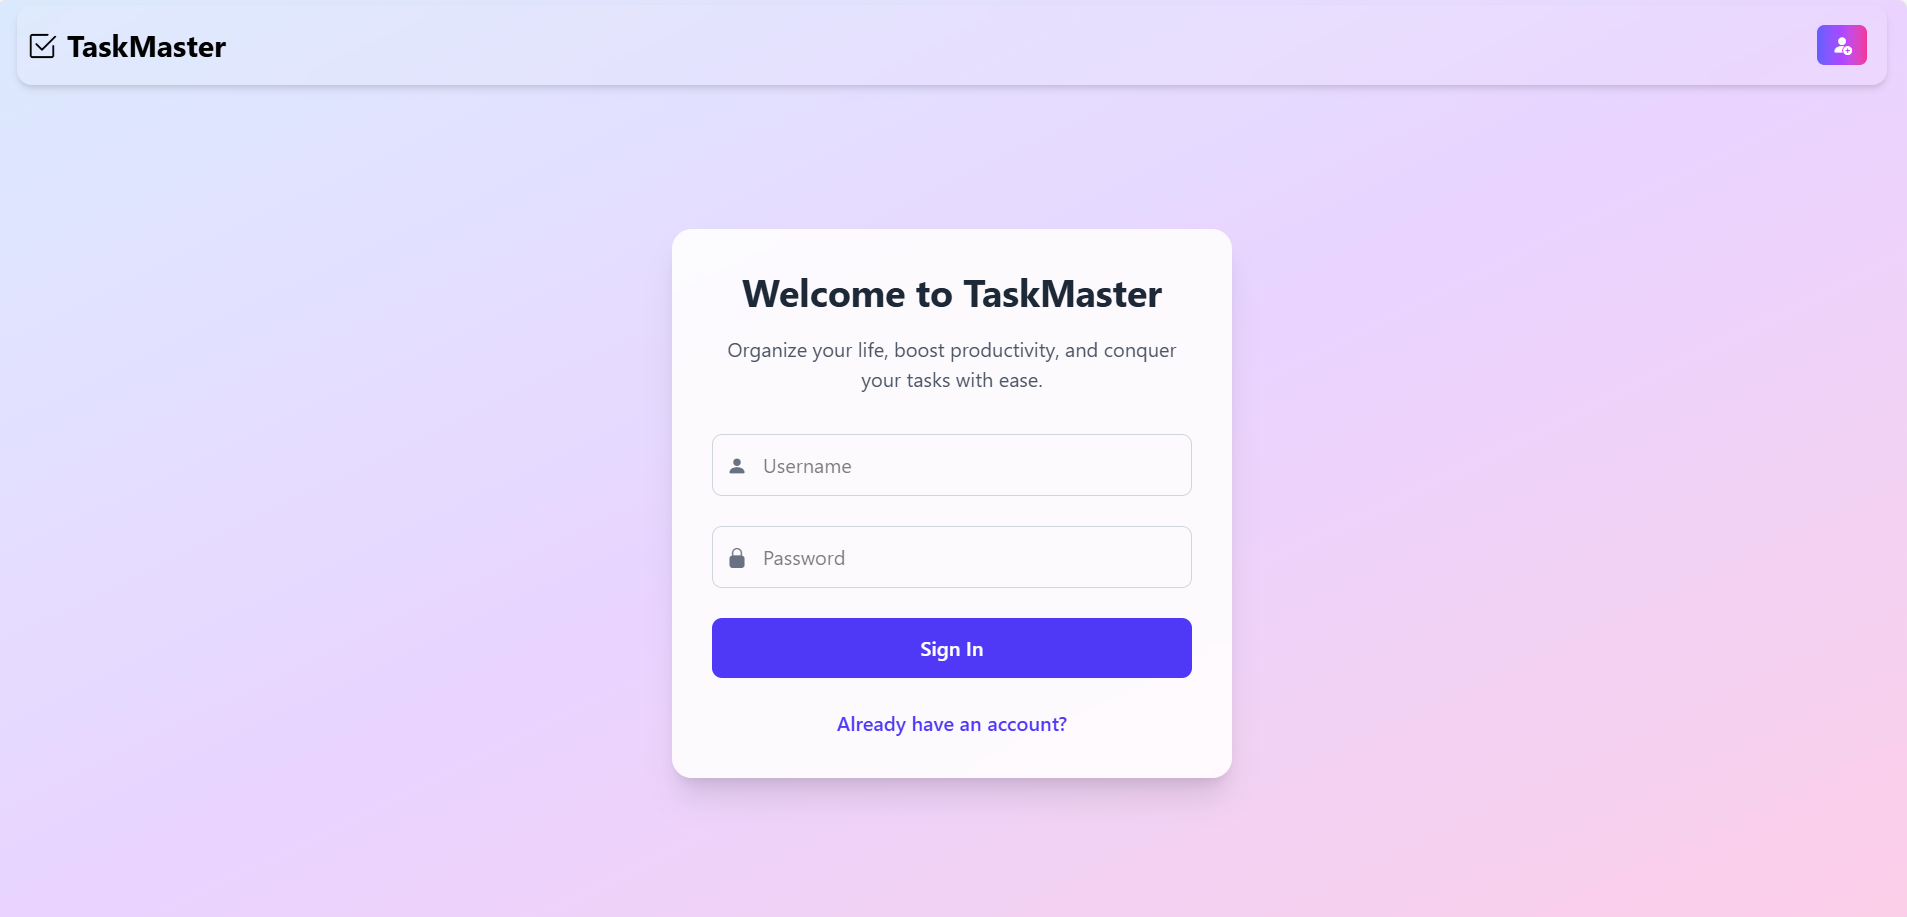 TaskMaster
Welcome to TaskMaster
Organize your life, boost productivity, and conquer
your tasks with ease.
Username
Password
Sign In
Already have an account?